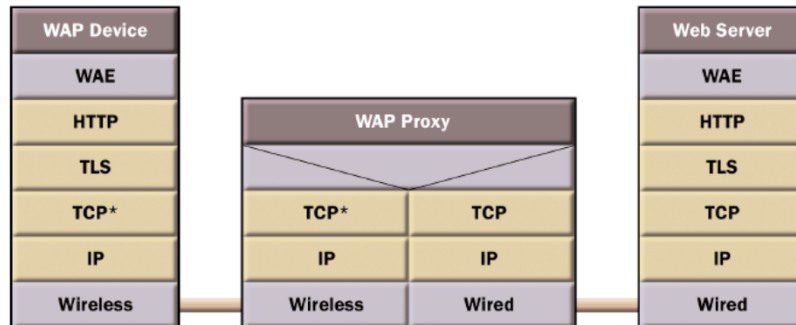 WAP Device
WAE
HTTP
TLS
TCP*
IP
Wireless
WAP Proxy
TCP* TCP
IP IP
Wireless Wired
Web Server
WAE
HTTP
TLS
TCP
IP
Wired